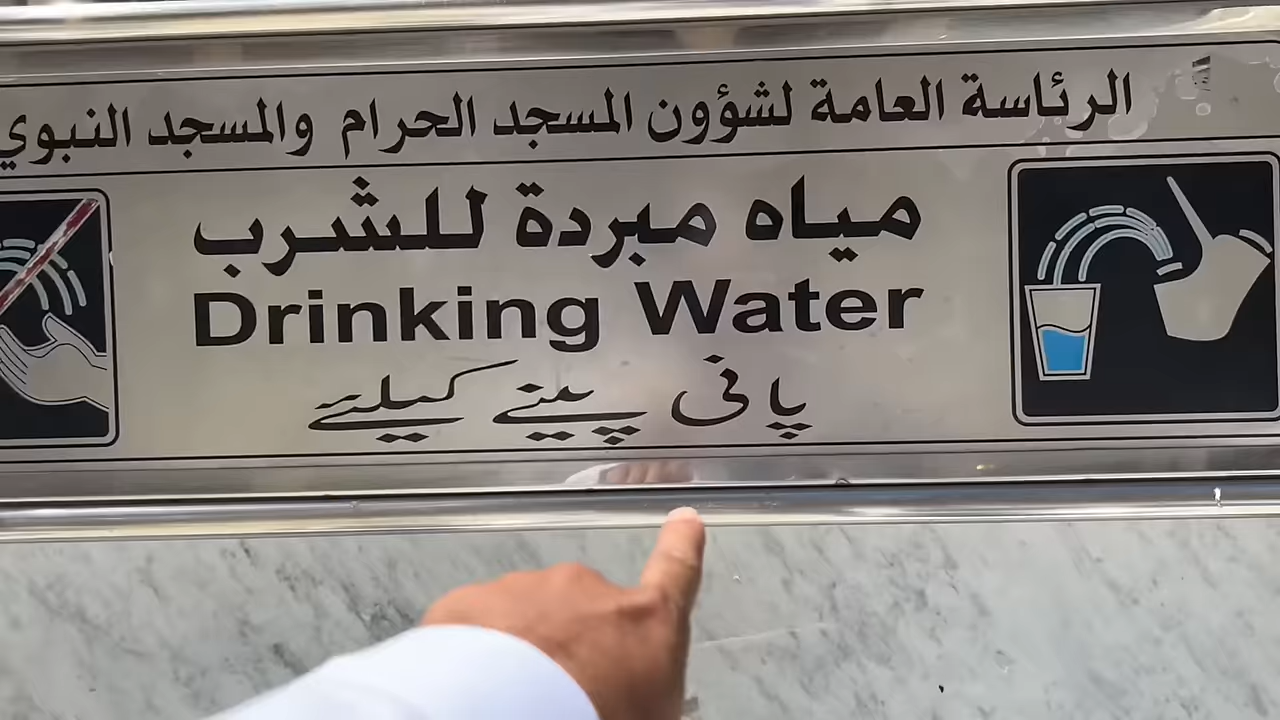 الرئاسة العامة لشؤون المسجد الحرام والمسجد النبوي
مياه مبردة للشرب
Drinking Water
پانی پینے کیلئے